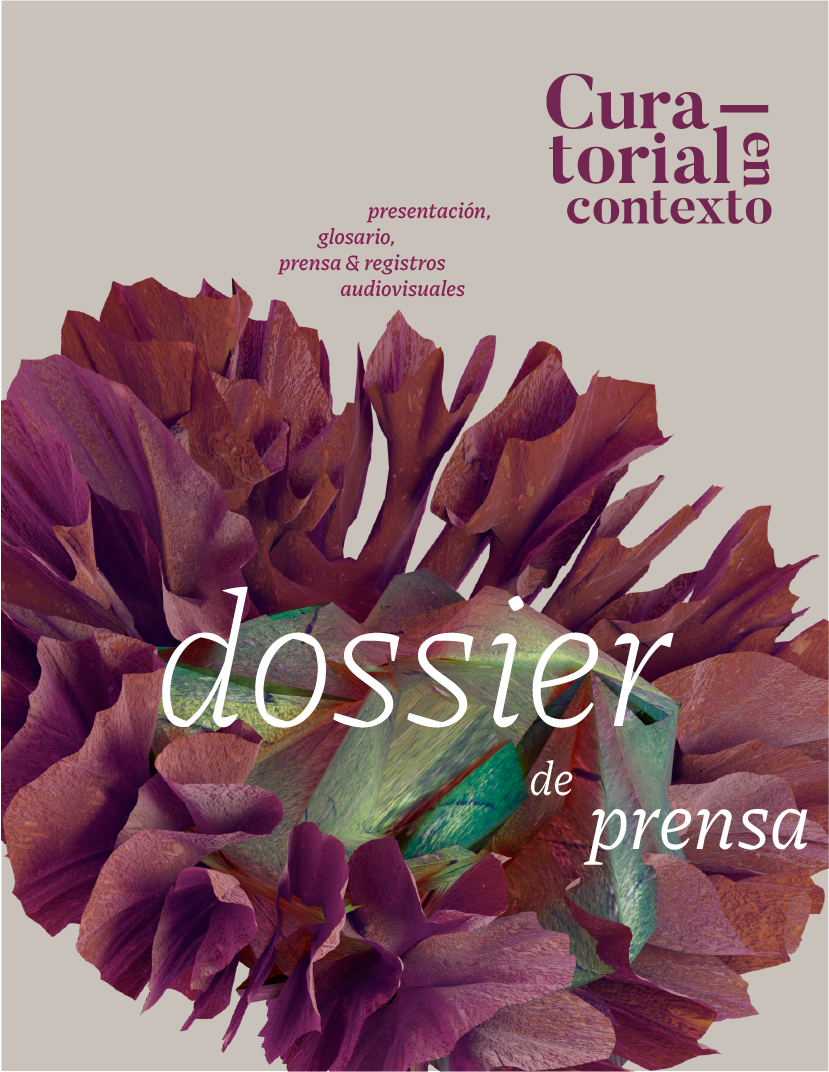 Cura—
torial en
contexto
presentación,
glosario,
prensa & registros
audiovisuales
dossier
de
prensa